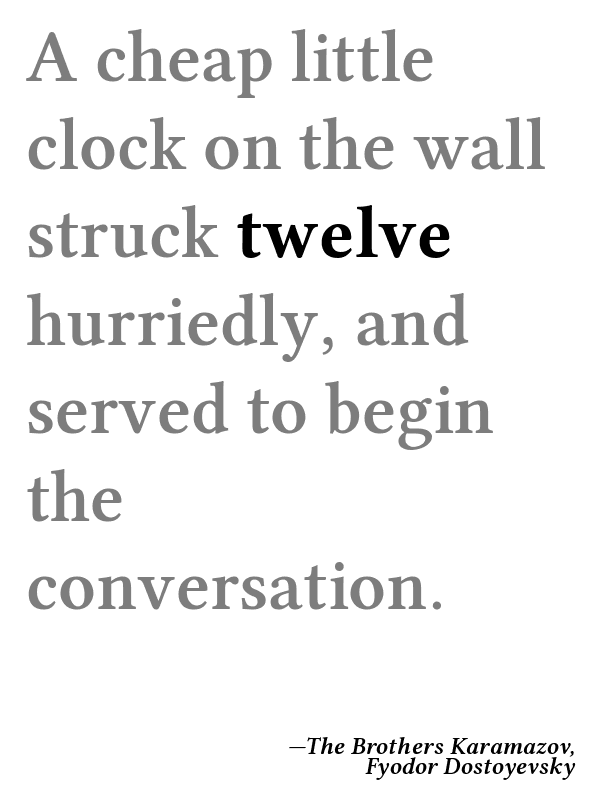 A cheap little
clock on the wall
struck twelve
hurriedly, and
served to begin
the
conversation.
—The Brothers Karamazov,
Fyodor Dostoyevsky